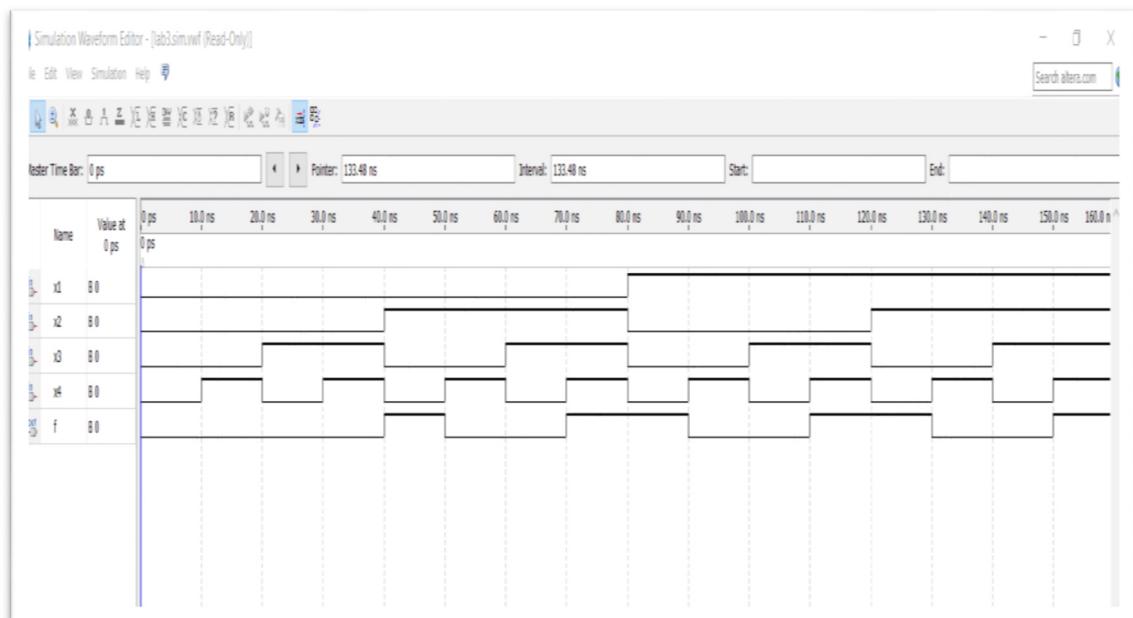 Simulation Waveform Editor - [lab3.sim.vwf (Read-Only)]
le Edit View Simulation Help
Search altera.com
Master Time Bar: 0 ps Pointer: 133.48 ns Interval: 133.48 ns Start: End:
Name Value at 0 ps
0 ps 10.0 ns 20.0 ns 30.0 ns 40.0 ns 50.0 ns 60.0 ns 70.0 ns 80.0 ns 90.0 ns 100.0 ns 110.0 ns 120.0 ns 130.0 ns 140.0 ns 150.0 ns 160.0 n
0 ps
x1 B 0
x2 B 0
x3 B 0
x4 B 0
f B 0